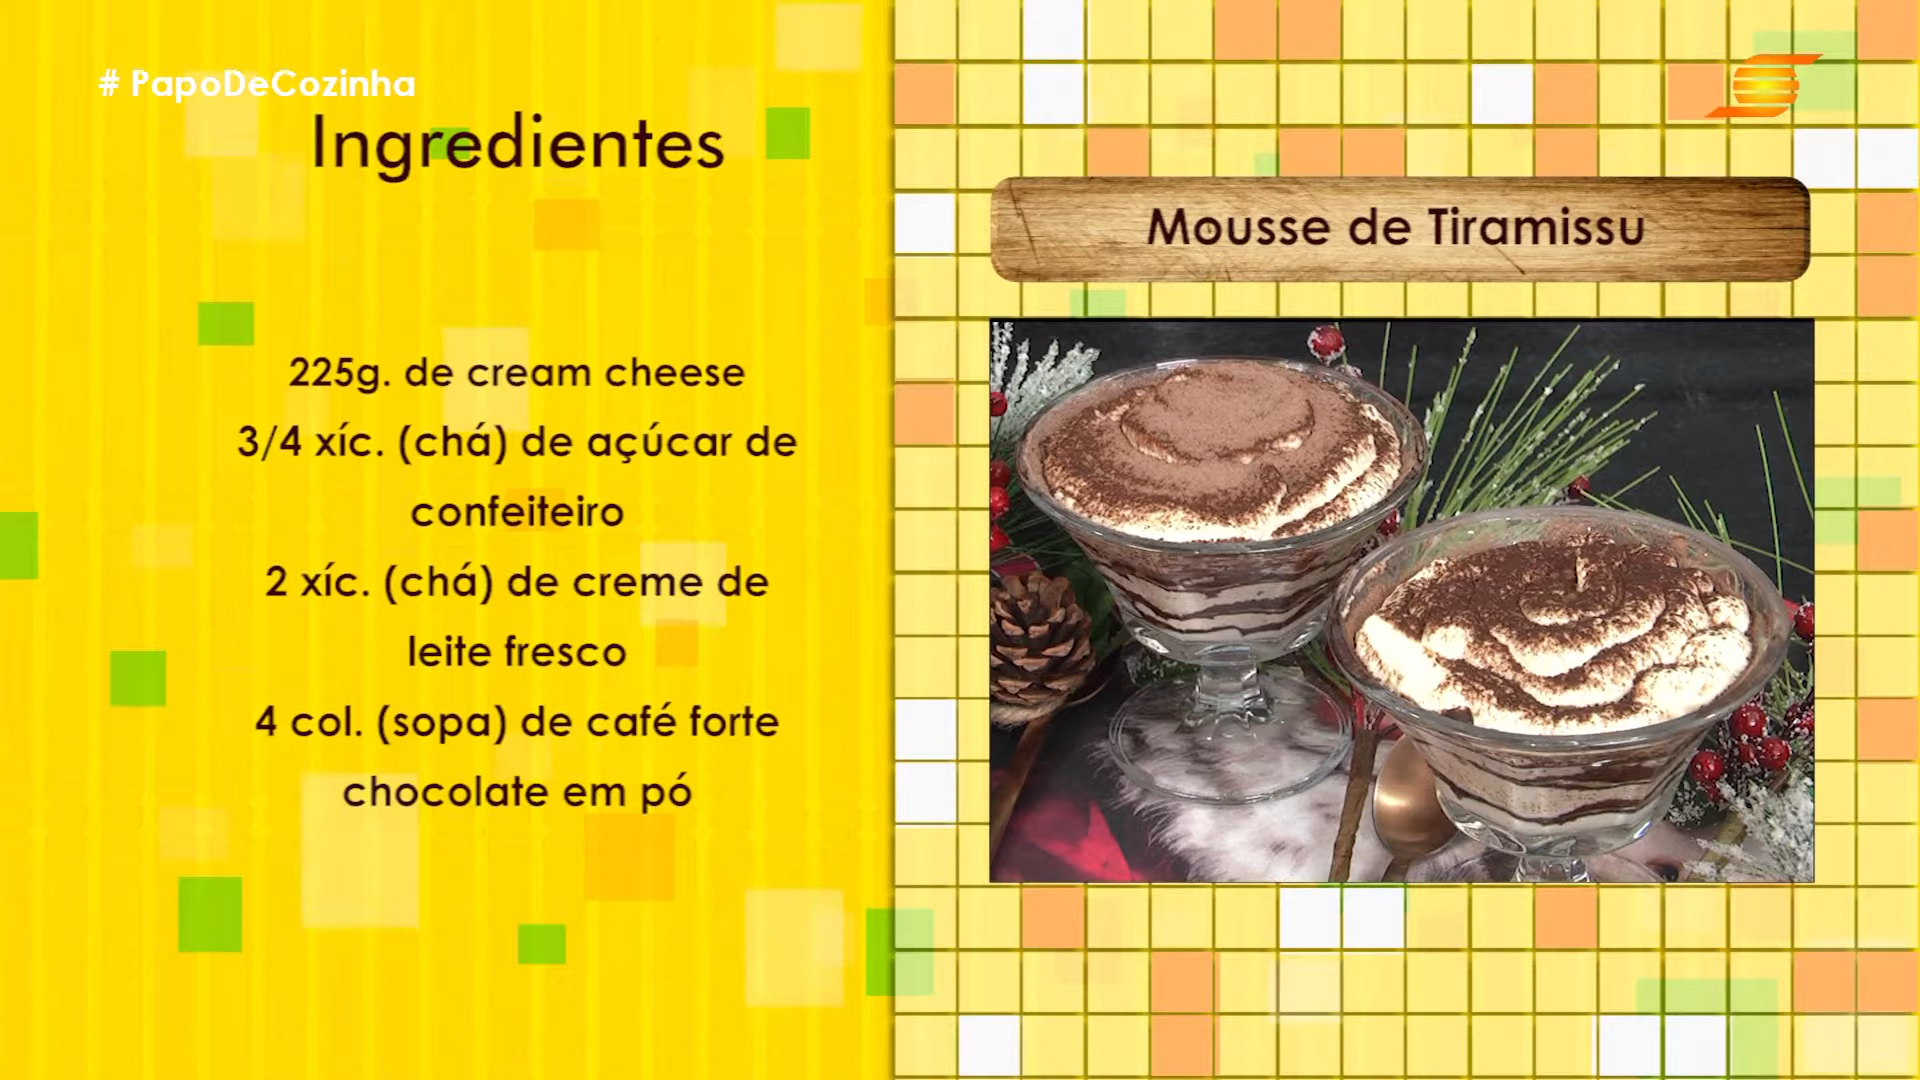 # PapoDeCozinha
Ingredientes
225g. de cream cheese
3/4 xíc. (chá) de açúcar de
confeiteiro
2 xíc. (chá) de creme de
leite fresco
4 col. (sopa) de café forte
chocolate em pó
Mousse de Tiramissu